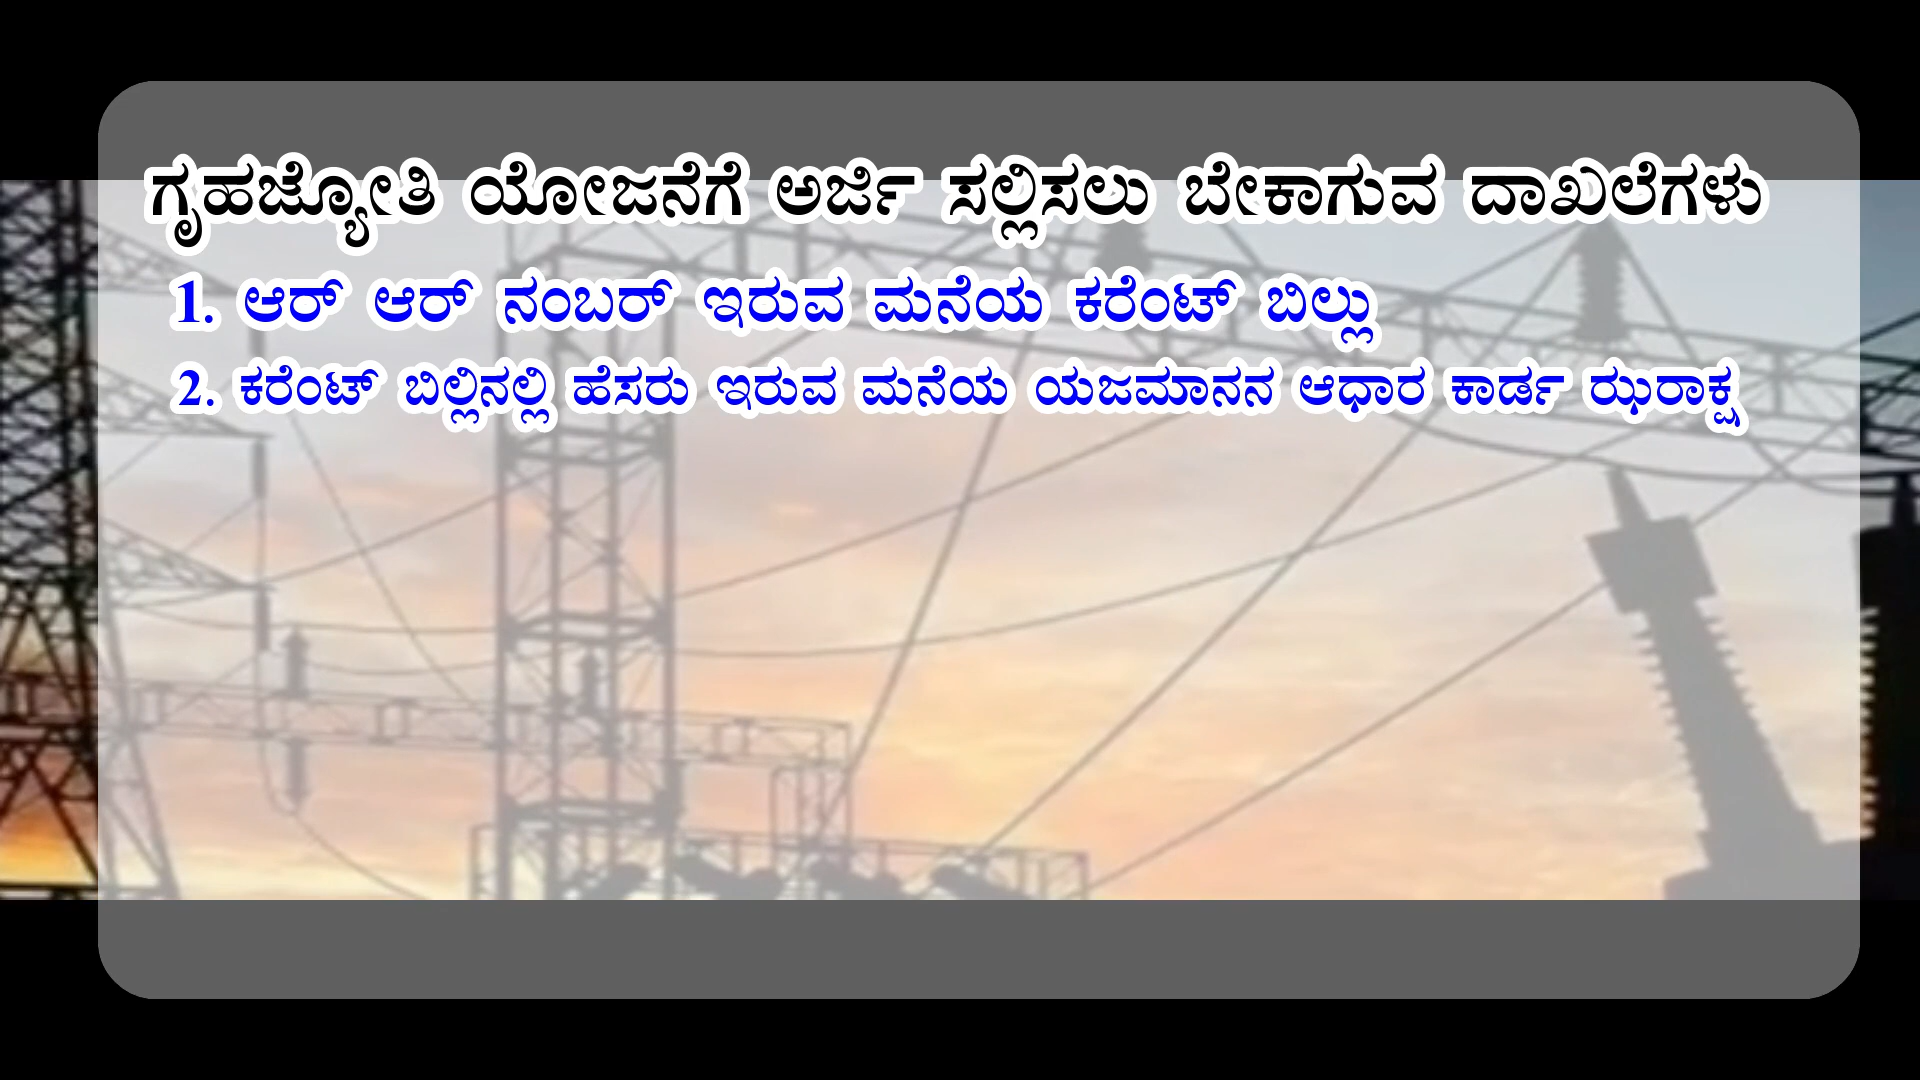 ಗೃಹಜ್ಯೋತಿ ಯೋಜನೆಗೆ ಅರ್ಜಿ ಸಲ್ಲಿಸಲು ಬೇಕಾಗುವ ದಾಖಲೆಗಳು
1. ಆರ್ ಆರ್ ನಂಬರ್ ಇರುವ ಮನೆಯ ಕರೆಂಟ್ ಬಿಲ್ಲು
2. ಕರೆಂಟ್ ಬಿಲ್ಲಿನಲ್ಲಿ ಹೆಸರು ಇರುವ ಮನೆಯ ಯಜಮಾನನ ಆಧಾರ ಕಾರ್ಡ ಝರಾಕ್ಷ